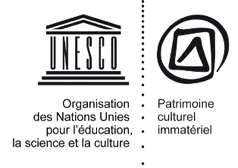 UNESCO
Organisation
des Nations Unies
pour l'éducation,
la science et la culture
Patrimoine
culturel
immatériel